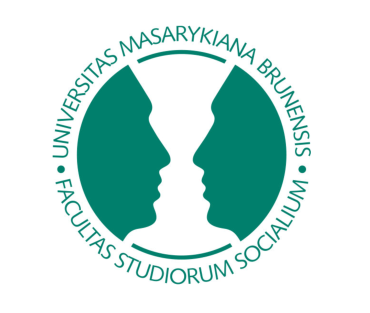 UNIVERSITAS MASARYKIANA BRUNENSIS
FACULTAS STUDIORUM SOCIALIUM